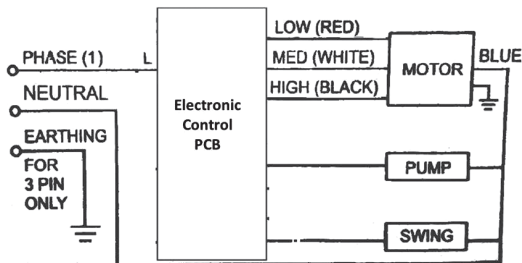 LOW (RED)
PHASE (1) L MED (WHITE) MOTOR BLUE
NEUTRAL HIGH (BLACK)
Electronic
Control
PCB
EARTHING
FOR
3 PIN
ONLY
PUMP
SWING